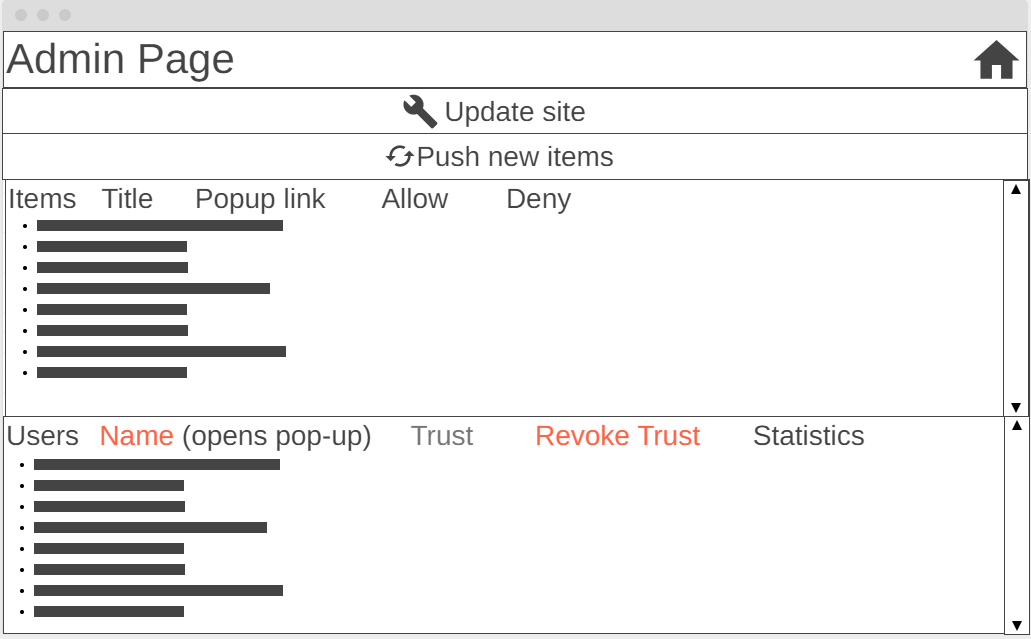 Admin Page
Update site
Push new items
Items Title Popup link Allow Deny
Users Name (opens pop-up) Trust Revoke Trust Statistics